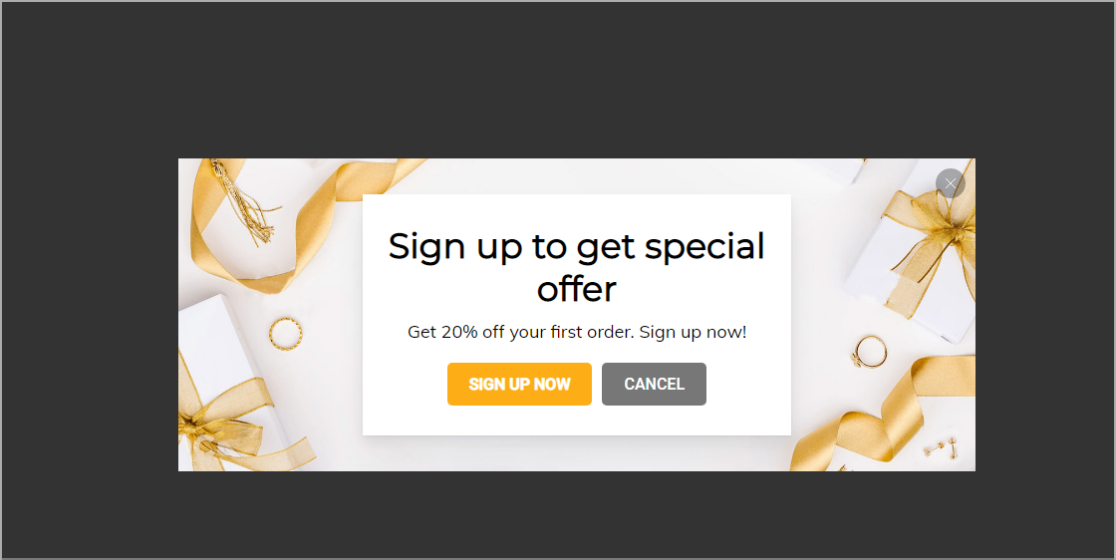 Sign up to get special
offer
Get 20% off your first order. Sign up now!
SIGN UP NOW
CANCEL